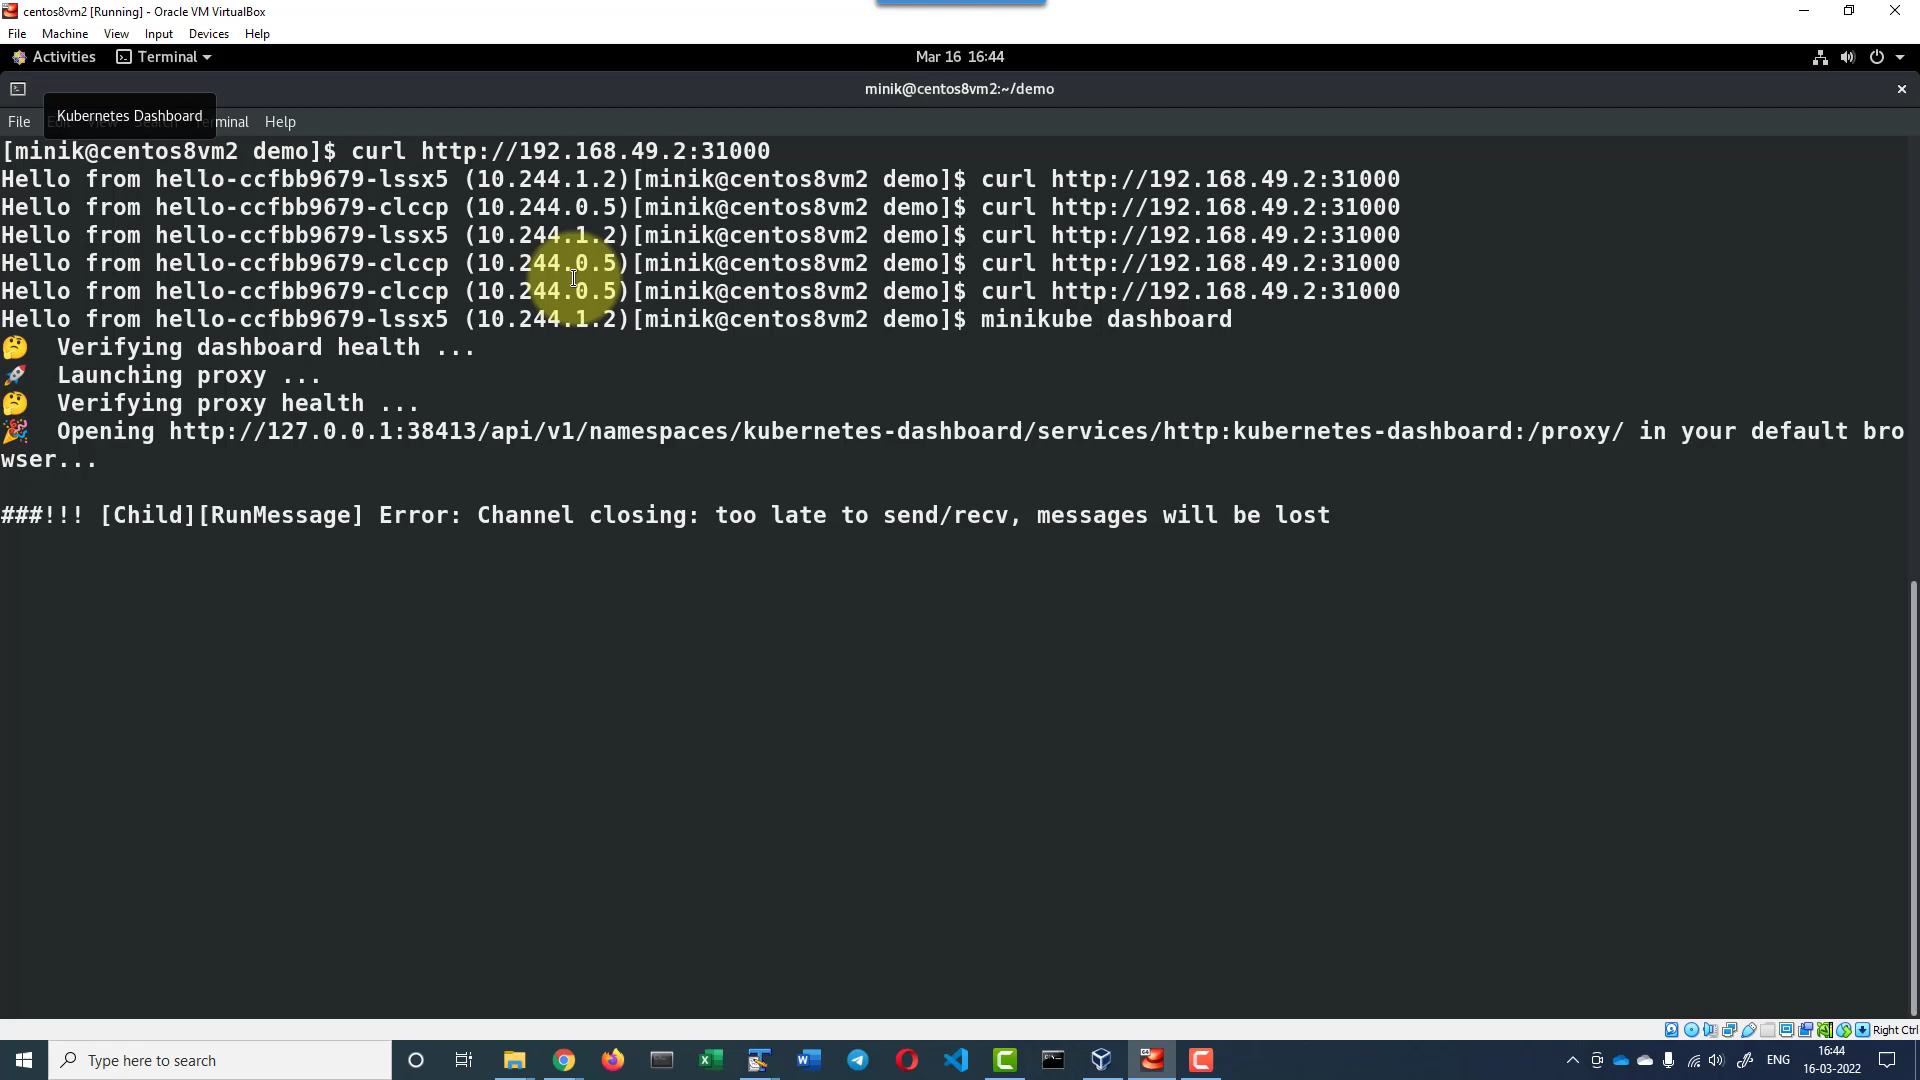 centos8vm2 [Running] - Oracle VM VirtualBox
File Machine View Input Devices Help
Activities Terminal Mar 16 16:44
minik@centos8vm2:~/demo
Kubernetes Dashboard
File Edit View Search Terminal Help
[minik@centos8vm2 demo]$ curl http://192.168.49.2:31000
Hello from hello-ccfbb9679-lssx5 (10.244.1.2)[minik@centos8vm2 demo]$ curl http://192.168.49.2:31000
Hello from hello-ccfbb9679-clccp (10.244.0.5)[minik@centos8vm2 demo]$ curl http://192.168.49.2:31000
Hello from hello-ccfbb9679-lssx5 (10.244.1.2)[minik@centos8vm2 demo]$ curl http://192.168.49.2:31000
Hello from hello-ccfbb9679-clccp (10.244.0.5)[minik@centos8vm2 demo]$ curl http://192.168.49.2:31000
Hello from hello-ccfbb9679-clccp (10.244.0.5)[minik@centos8vm2 demo]$ curl http://192.168.49.2:31000
Hello from hello-ccfbb9679-lssx5 (10.244.1.2)[minik@centos8vm2 demo]$ minikube dashboard
🤔 Verifying dashboard health ...
🚀 Launching proxy ...
🤔 Verifying proxy health ...
🎉 Opening http://127.0.0.1:38413/api/v1/namespaces/kubernetes-dashboard/services/http:kubernetes-dashboard:/proxy/ in your default bro
wser...
###!!! [Child][RunMessage] Error: Channel closing: too late to send/recv, messages will be lost
Right Ctrl
Type here to search
ENG
16:44
16-03-2022